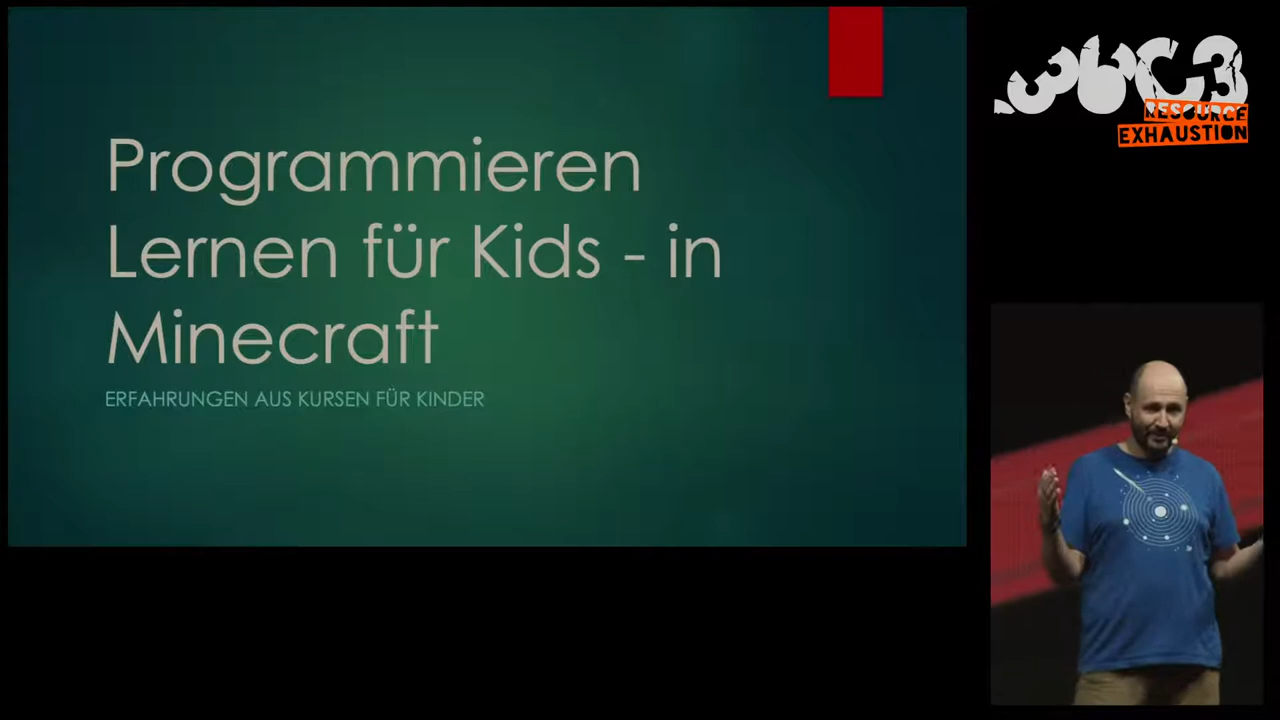 Programmieren
Lernen für Kids - in
Minecraft
ERFAHRUNGEN AUS KURSEN FÜR KINDER
36C3
RESOURCE
EXHAUSTION